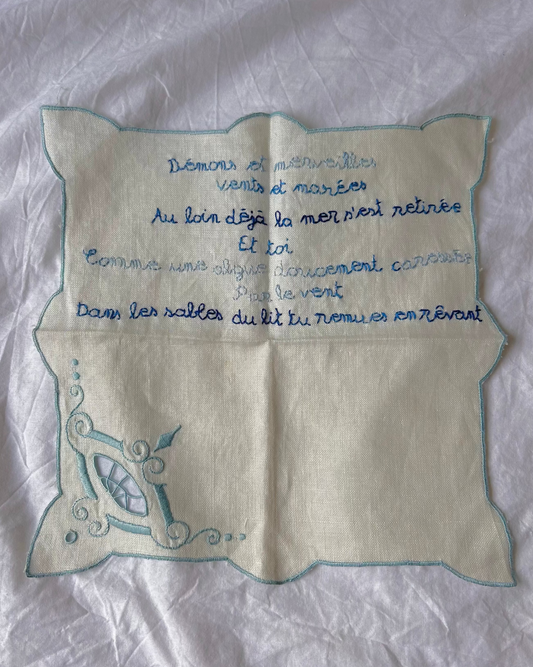 Démons et merveilles
vents et marées
Au loin déjà la mer s'est retirée
Et toi
Comme une algue doucement caressée
Par le vent
Dans les sables du lit tu remues en rêvant